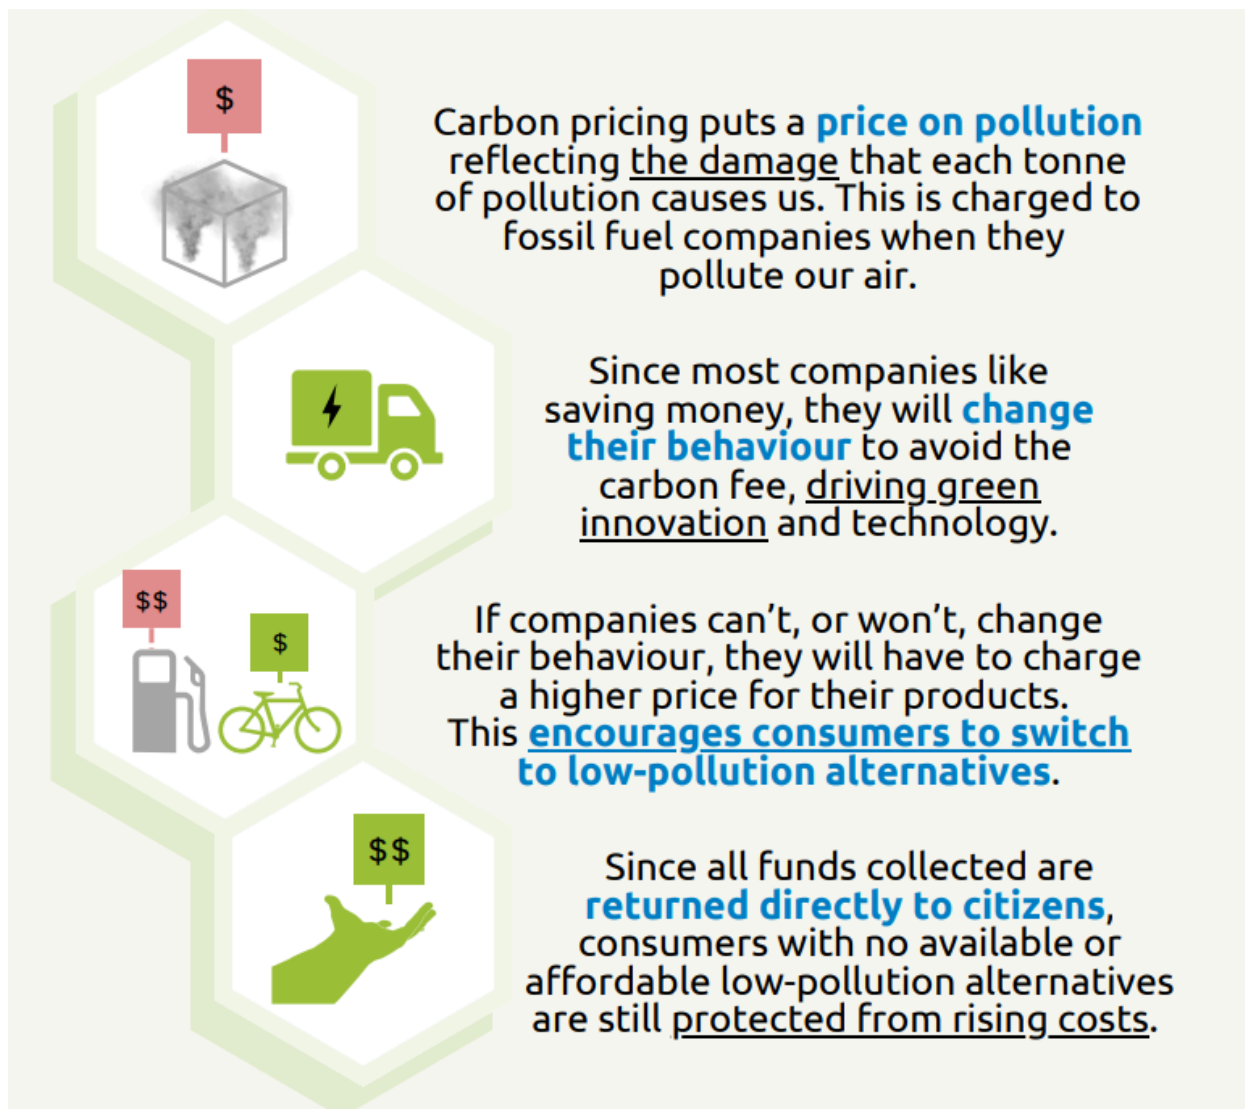 $
Carbon pricing puts a price on pollution
reflecting the damage that each tonne
of pollution causes us. This is charged to
fossil fuel companies when they
pollute our air.
Since most companies like
saving money, they will change
their behaviour to avoid the
carbon fee, driving green
innovation and technology.
$$
$
If companies can’t, or won’t, change
their behaviour, they will have to charge
a higher price for their products.
This encourages consumers to switch
to low-pollution alternatives.
$$
Since all funds collected are
returned directly to citizens,
consumers with no available or
affordable low-pollution alternatives
are still protected from rising costs.